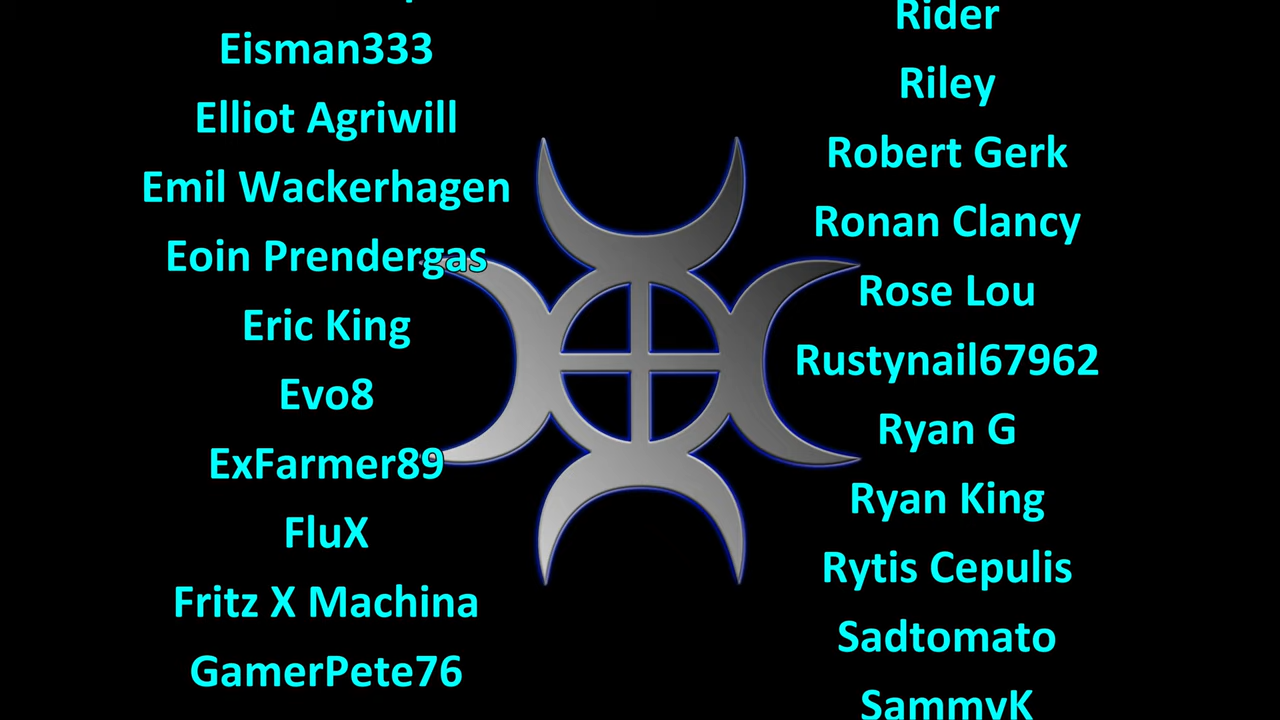 Eisman333
Elliot Agriwill
Emil Wackerhagen
Eoin Prendergas
Eric King
Evo8
ExFarmer89
FluX
Fritz X Machina
GamerPete76
Rider
Riley
Robert Gerk
Ronan Clancy
Rose Lou
Rustynail67962
Ryan G
Ryan King
Rytis Cepulis
Sadtomato
SammyK